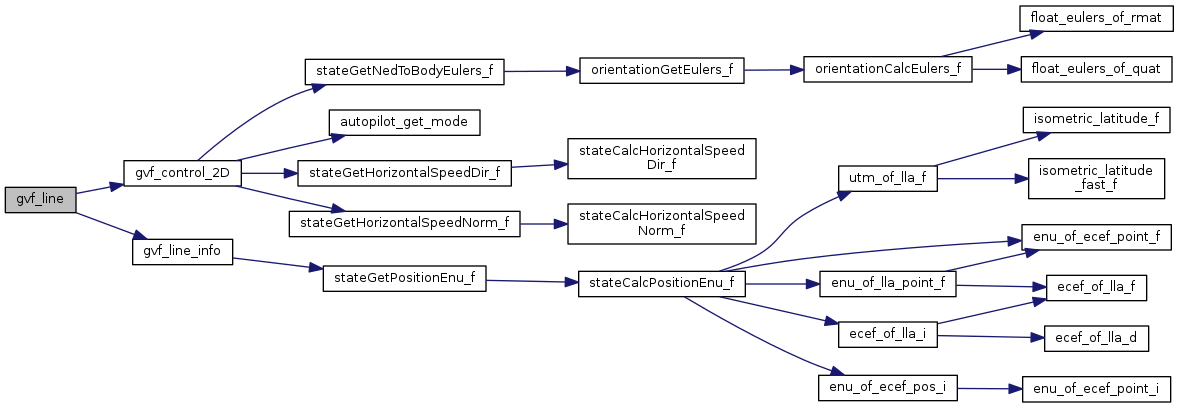 gvf_line
gvf_control_2D
gvf_line_info
stateGetNedToBodyEulers_f
autopilot_get_mode
stateGetHorizontalSpeedDir_f
stateGetHorizontalSpeedNorm_f
stateGetPositionEnu_f
orientationGetEulers_f
stateCalcHorizontalSpeed
Dir_f
stateCalcHorizontalSpeed
Norm_f
stateCalcPositionEnu_f
orientationCalcEulers_f
utm_of_lla_f
enu_of_lla_point_f
ecef_of_lla_i
enu_of_ecef_pos_i
float_eulers_of_rmat
float_eulers_of_quat
isometric_latitude_f
isometric_latitude
_fast_f
enu_of_ecef_point_f
ecef_of_lla_f
ecef_of_lla_d
enu_of_ecef_point_i